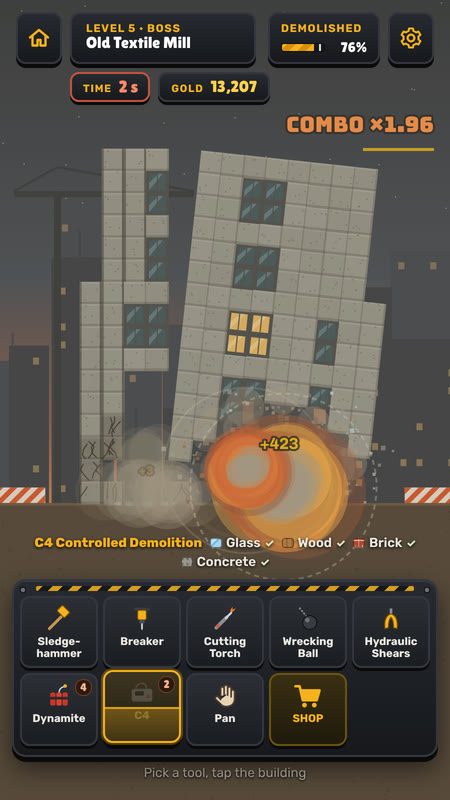 LEVEL 5 • BOSS
Old Textile Mill
DEMOLISHED
76%
TIME 2 s
GOLD 13,207
COMBO ×1.96
+423
C4 Controlled Demolition Glass ✓ Wood ✓ Brick ✓
Concrete ✓
Sledge-
hammer
Breaker
Cutting
Torch
Wrecking
Ball
Hydraulic
Shears
4
Dynamite
2
C4
Pan
SHOP
Pick a tool, tap the building